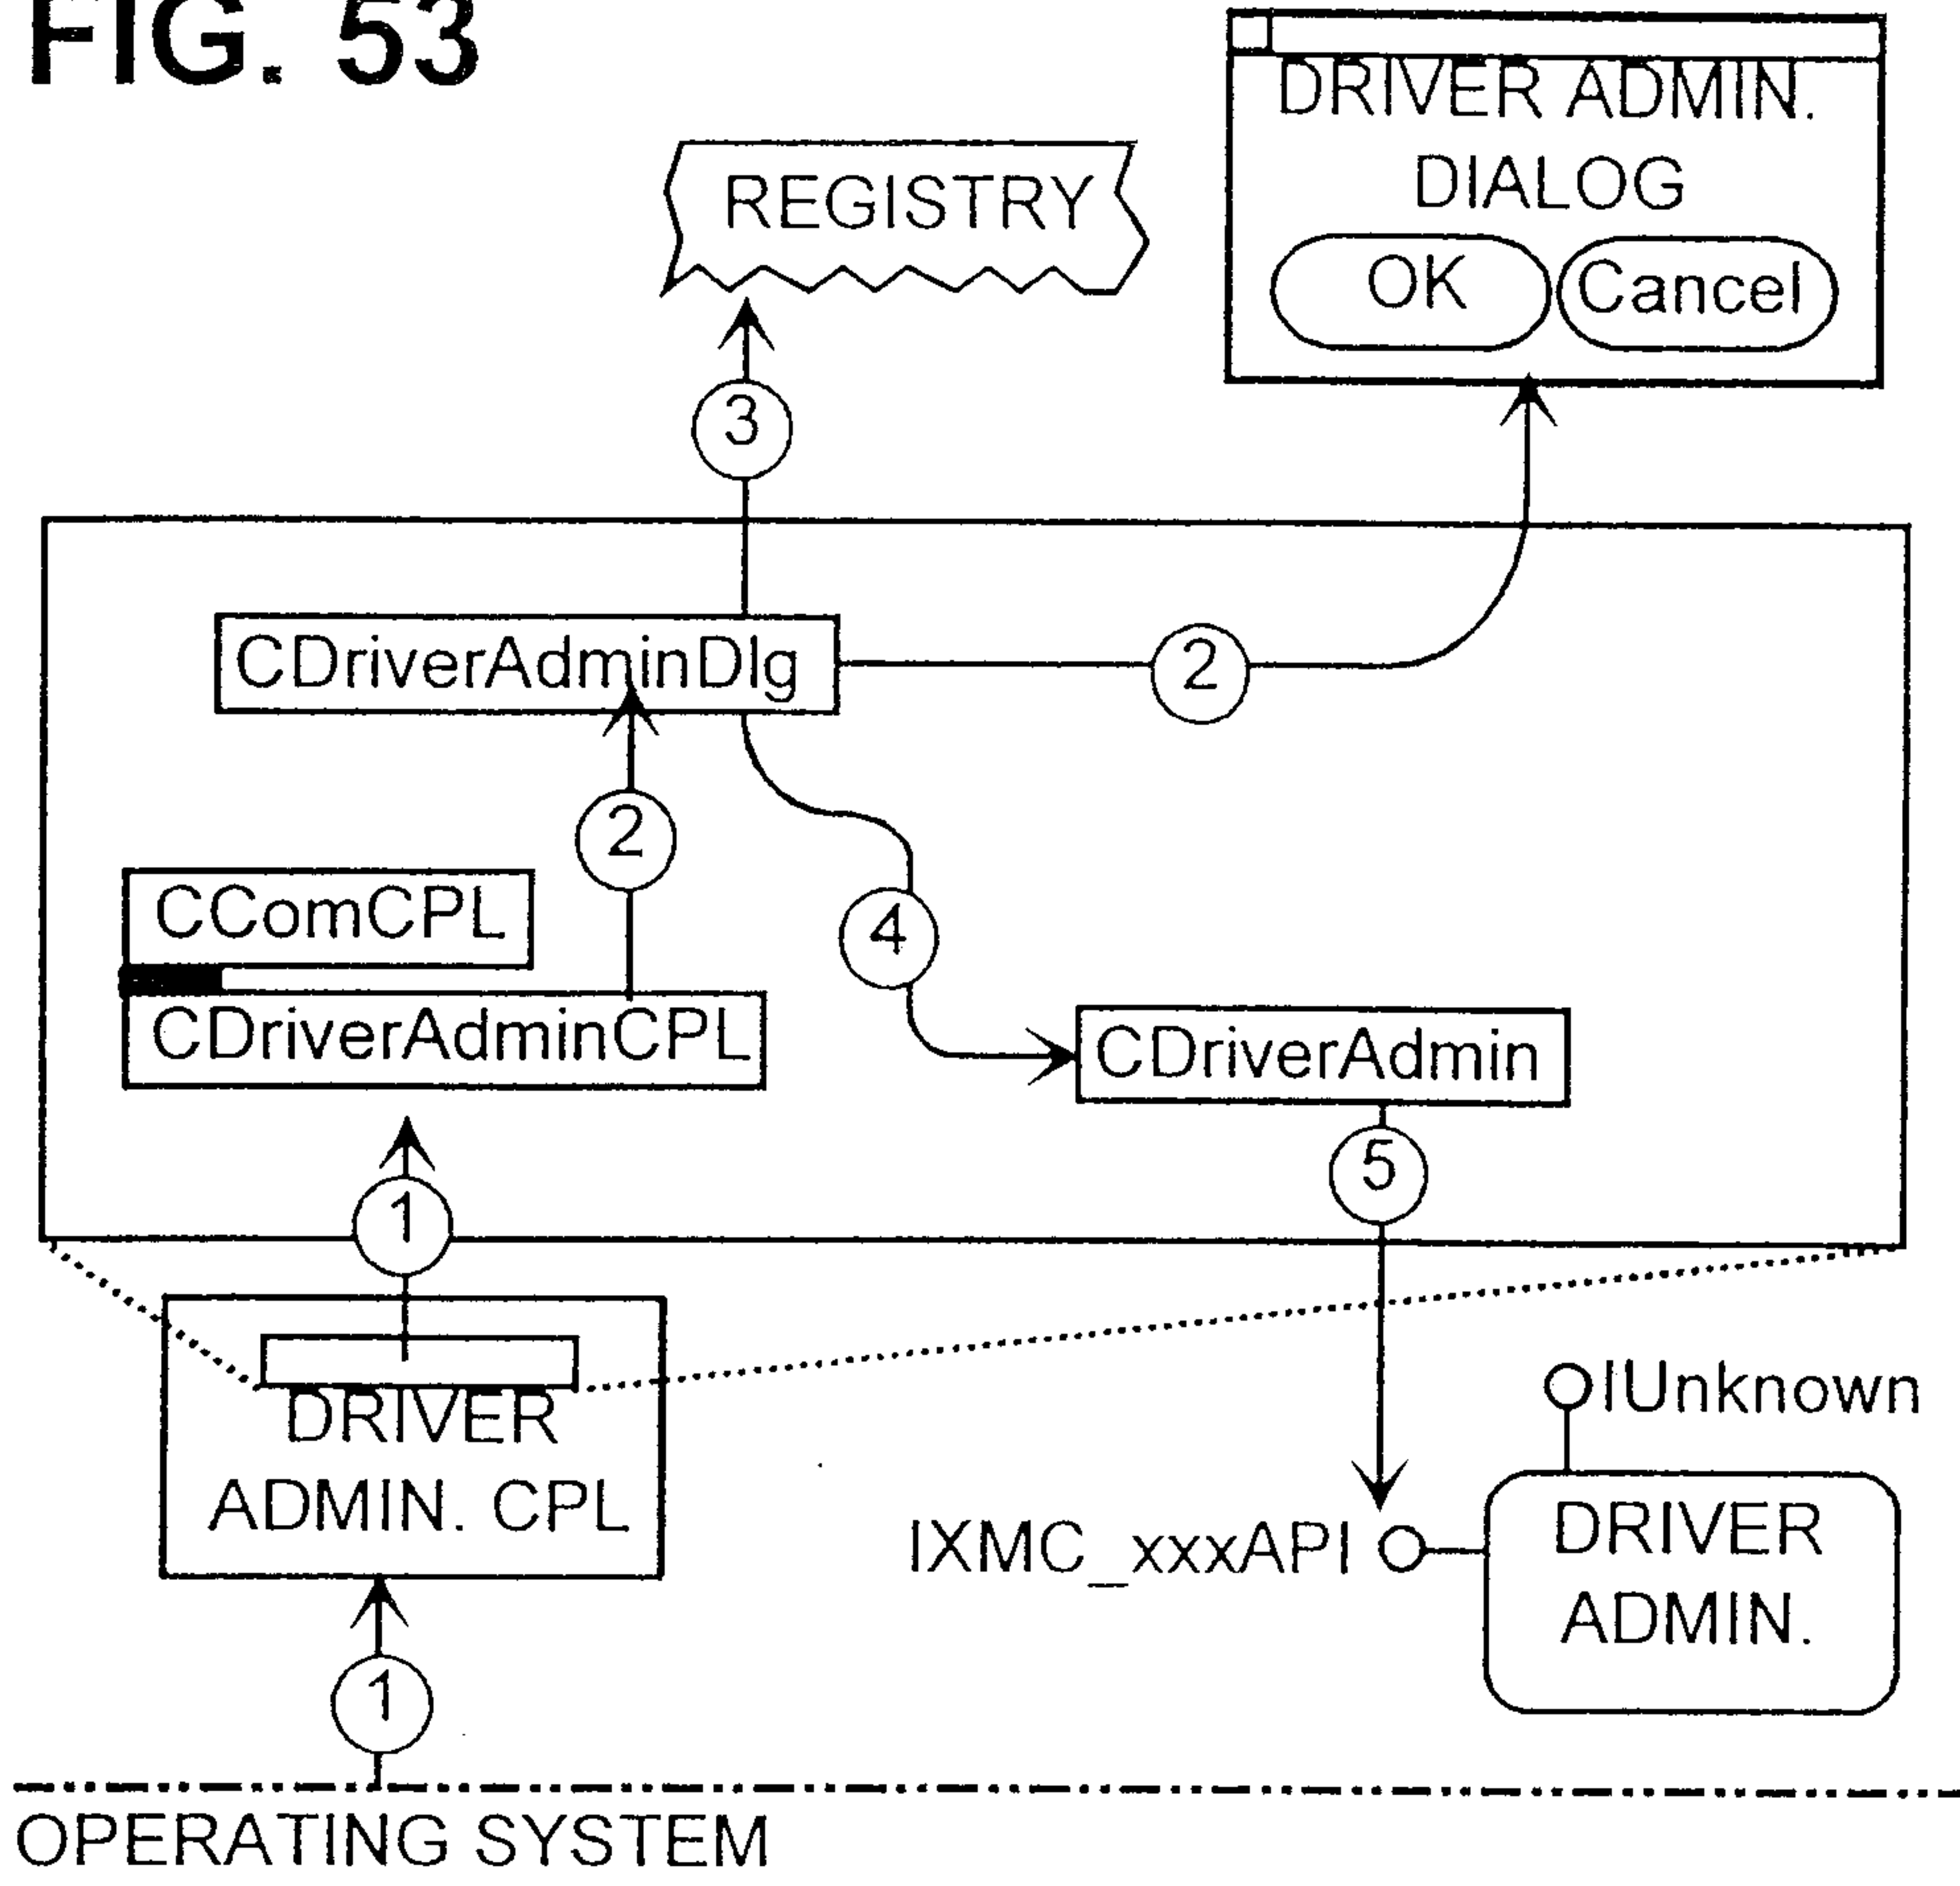 FIG. 53
DRIVER ADMIN.
DIALOG
OK
Cancel
REGISTRY
3
CDriverAdminDlg
2
2
CComCPL
4
CDriverAdminCPL
CDriverAdmin
5
1
DRIVER
ADMIN. CPL
IUnknown
IXMC_xxxAPI
DRIVER
ADMIN.
1
OPERATING SYSTEM